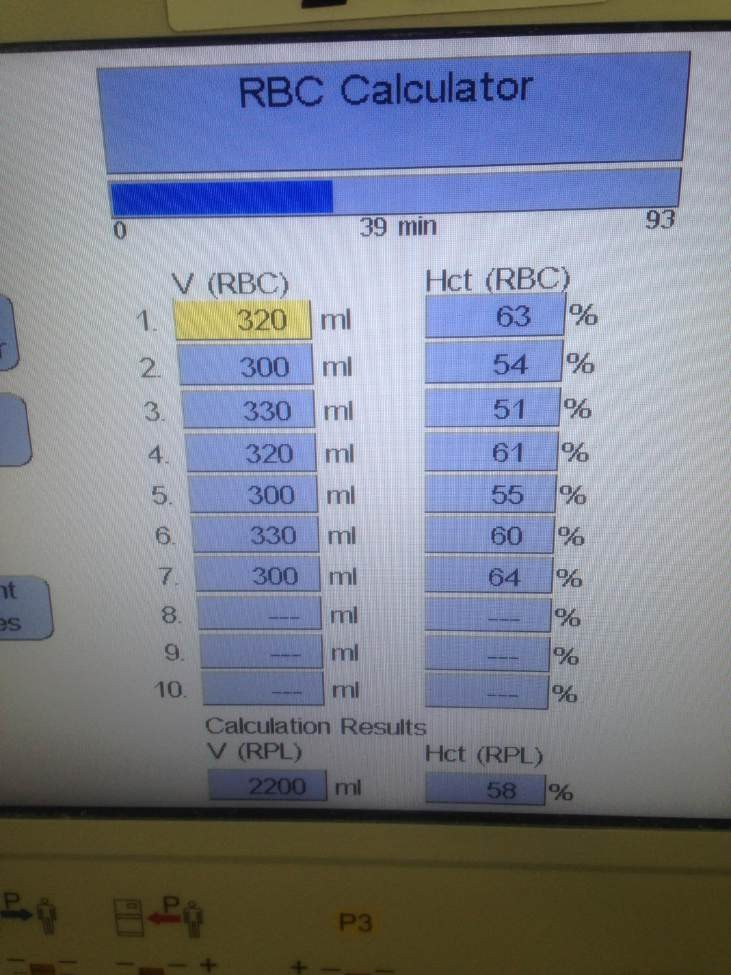 RBC Calculator
0 39 min 93
V (RBC) Hct (RBC)
1. 320 ml 63 %
2. 300 ml 54 %
3. 330 ml 51 %
4. 320 ml 61 %
5. 300 ml 55 %
6. 330 ml 60 %
7. 300 ml 64 %
8. --- ml --- %
9. --- ml --- %
10. --- ml --- %
Calculation Results
V (RPL) Hct (RPL)
2200 ml 58 %
P P P3